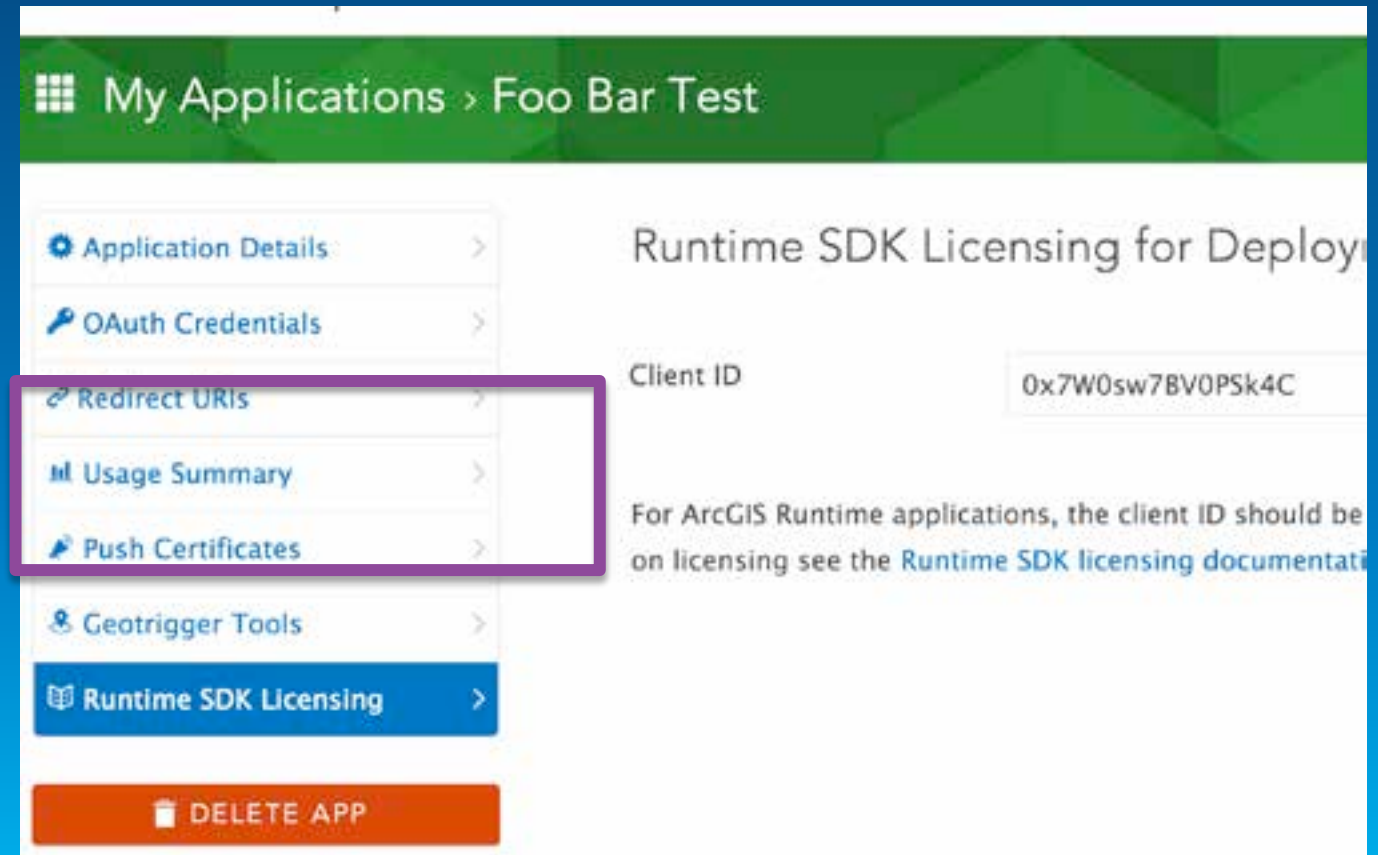 My Applications › Foo Bar Test
Application Details
OAuth Credentials
Redirect URIs
Usage Summary
Push Certificates
Geotrigger Tools
Runtime SDK Licensing
DELETE APP
Runtime SDK Licensing for Deploy
Client ID
0x7W0sw7BV0PSk4C
For ArcGIS Runtime applications, the client ID should be
on licensing see the Runtime SDK licensing documentati